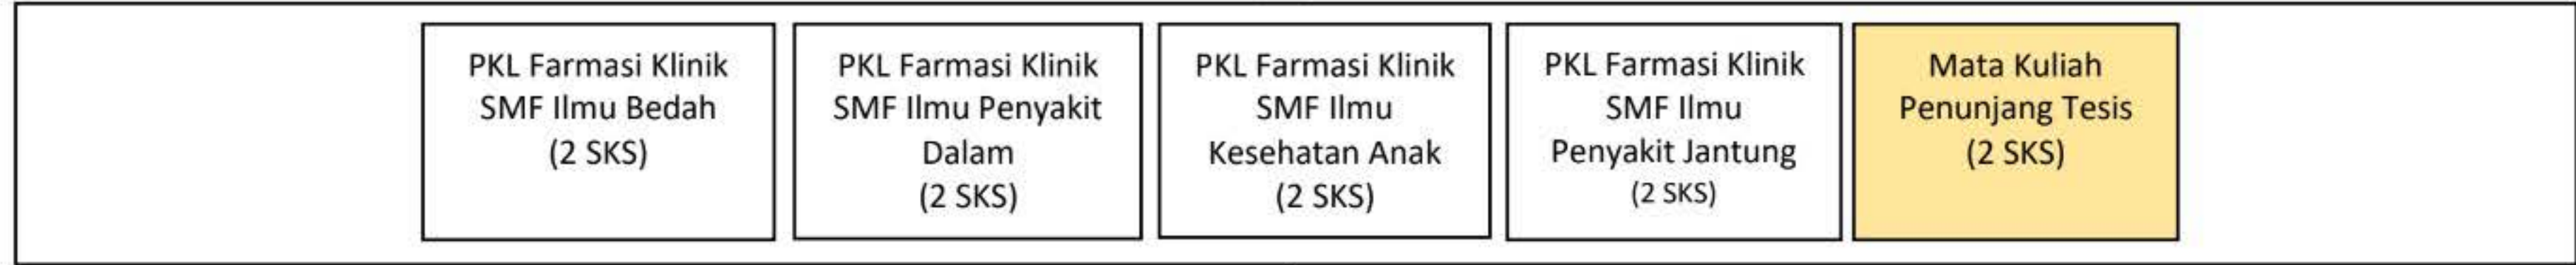 PKL Farmasi Klinik
SMF Ilmu Bedah
(2 SKS)
PKL Farmasi Klinik
SMF Ilmu Penyakit
Dalam
(2 SKS)
PKL Farmasi Klinik
SMF Ilmu
Kesehatan Anak
(2 SKS)
PKL Farmasi Klinik
SMF Ilmu
Penyakit Jantung
(2 SKS)
Mata Kuliah
Penunjang Tesis
(2 SKS)